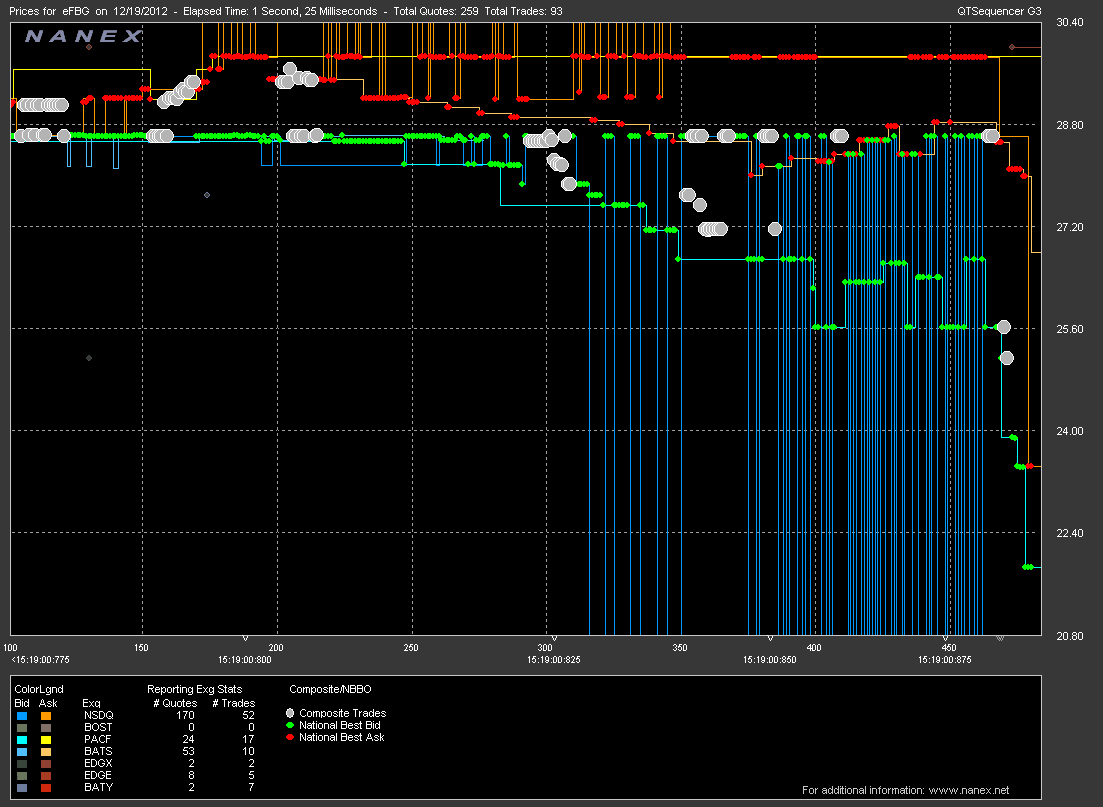 Prices for eFBG on 12/19/2012 - Elapsed Time: 1 Second, 25 Milliseconds - Total Quotes: 259 Total Trades: 93 QTSequencer G3
NANEX
30.40
28.80
27.20
25.60
24.00
22.40
20.80
100 150 200 250 300 350 400 450
<15:19:00:775 15:19:00:800 15:19:00:825 15:19:00:850 15:19:00:875
ColorLgnd Reporting Exg Stats Composite/NBBO
Bid Ask Exq # Quotes # Trades
NSDQ 170 52 Composite Trades
BOST 0 0 National Best Bid
PACF 24 17 National Best Ask
BATS 53 10
EDGX 2 2
EDGE 8 5
BATY 2 7
For additional information: www.nanex.net